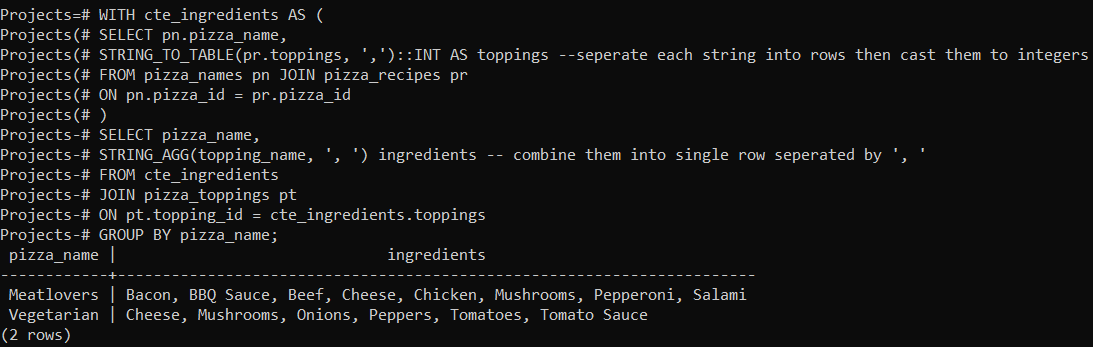 Projects=# WITH cte_ingredients AS (
Projects(# SELECT pn.pizza_name,
Projects(# STRING_TO_TABLE(pr.toppings, ',')::INT AS toppings --seperate each string into rows then cast them to integers
Projects(# FROM pizza_names pn JOIN pizza_recipes pr
Projects(# ON pn.pizza_id = pr.pizza_id
Projects(# )
Projects-# SELECT pizza_name,
Projects-# STRING_AGG(topping_name, ', ') ingredients -- combine them into single row seperated by ', '
Projects-# FROM cte_ingredients
Projects-# JOIN pizza_toppings pt
Projects-# ON pt.topping_id = cte_ingredients.toppings
Projects-# GROUP BY pizza_name;
 pizza_name |                              ingredients
------------+-----------------------------------------------------------------------
 Meatlovers | Bacon, BBQ Sauce, Beef, Cheese, Chicken, Mushrooms, Pepperoni, Salami
 Vegetarian | Cheese, Mushrooms, Onions, Peppers, Tomatoes, Tomato Sauce
(2 rows)